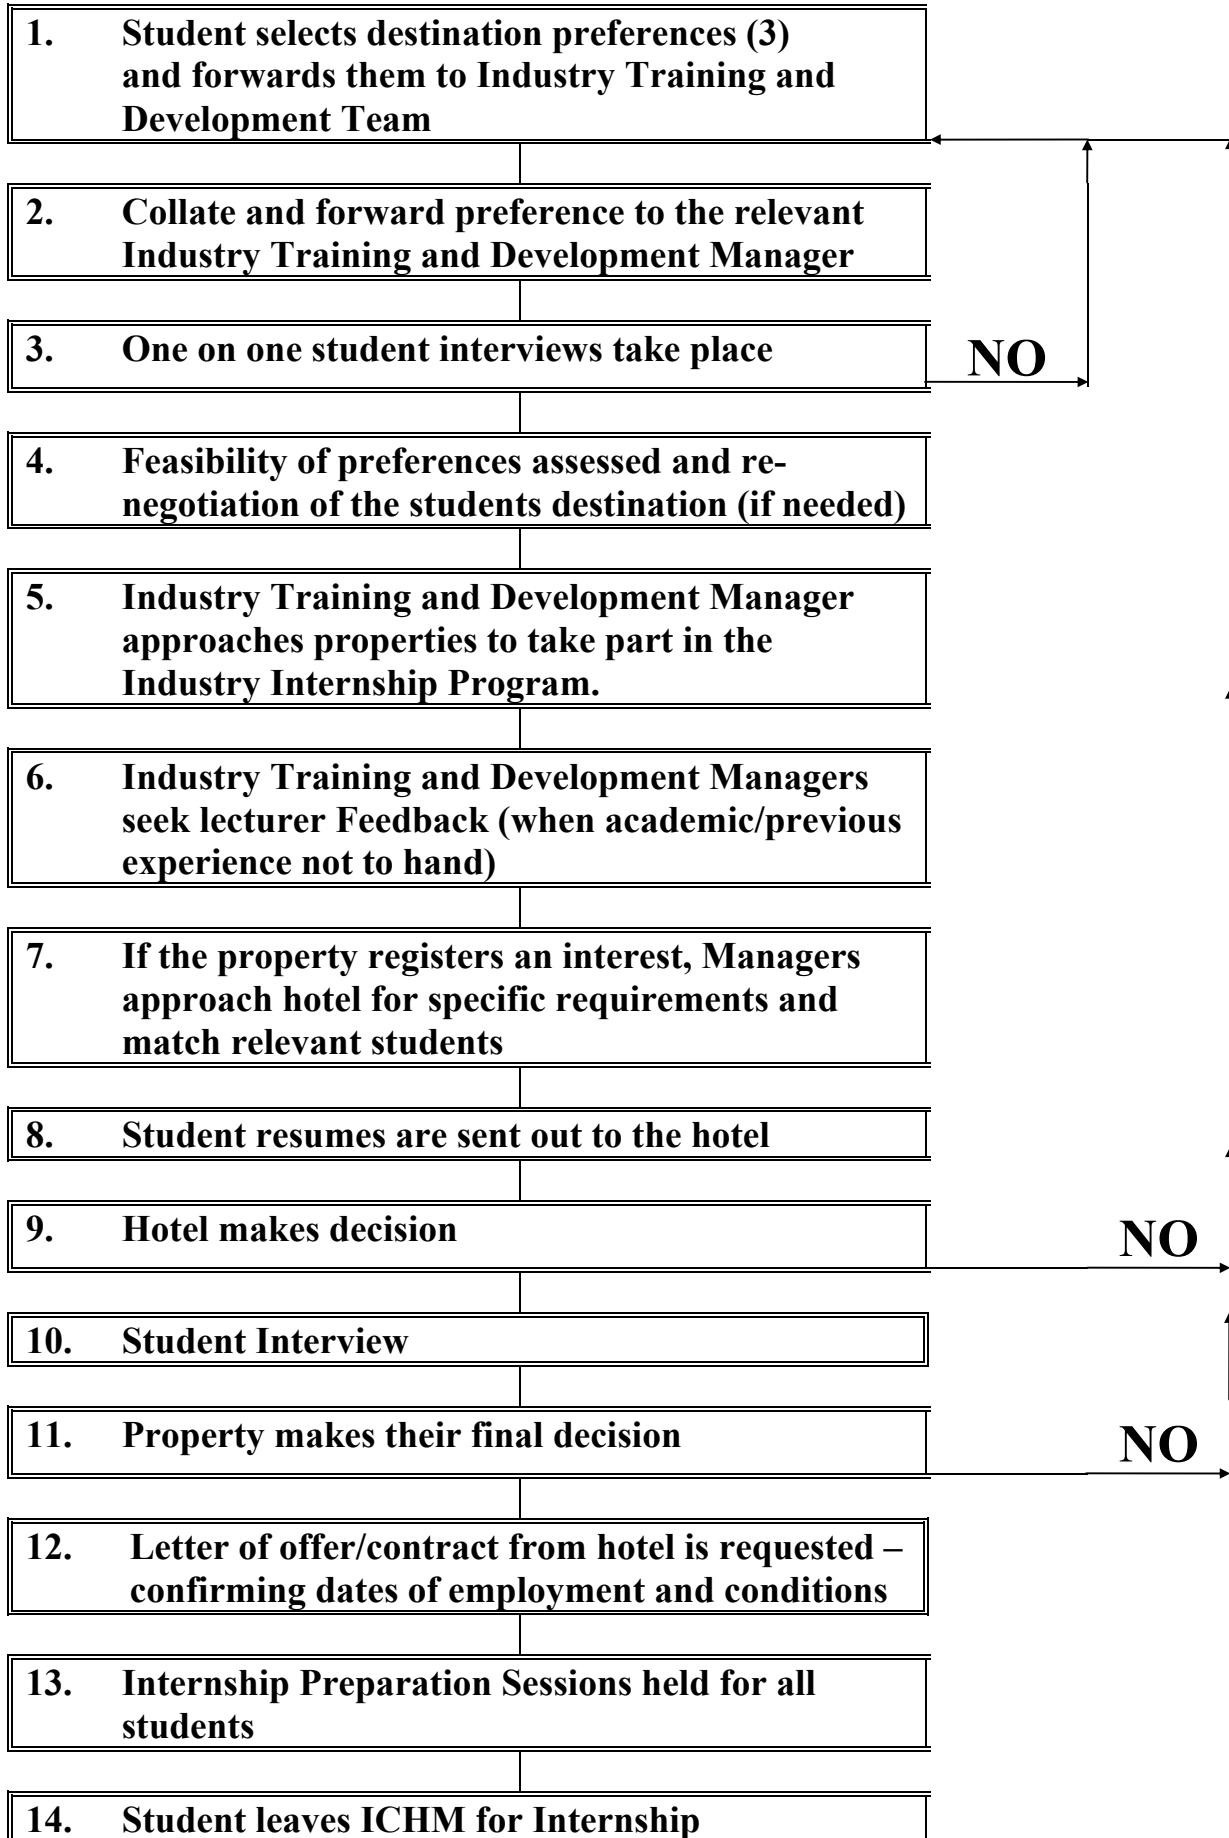 1. Student selects destination preferences (3)
and forwards them to Industry Training and
Development Team
2. Collate and forward preference to the relevant
Industry Training and Development Manager
3. One on one student interviews take place
NO
4. Feasibility of preferences assessed and re-
negotiation of the students destination (if needed)
5. Industry Training and Development Manager
approaches properties to take part in the
Industry Internship Program.
6. Industry Training and Development Managers
seek lecturer Feedback (when academic/previous
experience not to hand)
7. If the property registers an interest, Managers
approach hotel for specific requirements and
match relevant students
8. Student resumes are sent out to the hotel
9. Hotel makes decision
NO
10. Student Interview
11. Property makes their final decision
NO
12. Letter of offer/contract from hotel is requested –
confirming dates of employment and conditions
13. Internship Preparation Sessions held for all
students
14. Student leaves ICHM for Internship